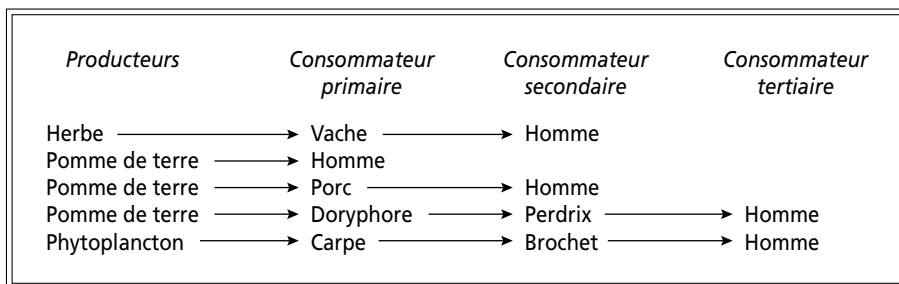 Producteurs Consommateur Consommateur Consommateur
primaire secondaire tertiaire
Herbe Vache Homme
Pomme de terre Homme
Pomme de terre Porc Homme
Pomme de terre Doryphore Perdrix Homme
Phytoplancton Carpe Brochet Homme